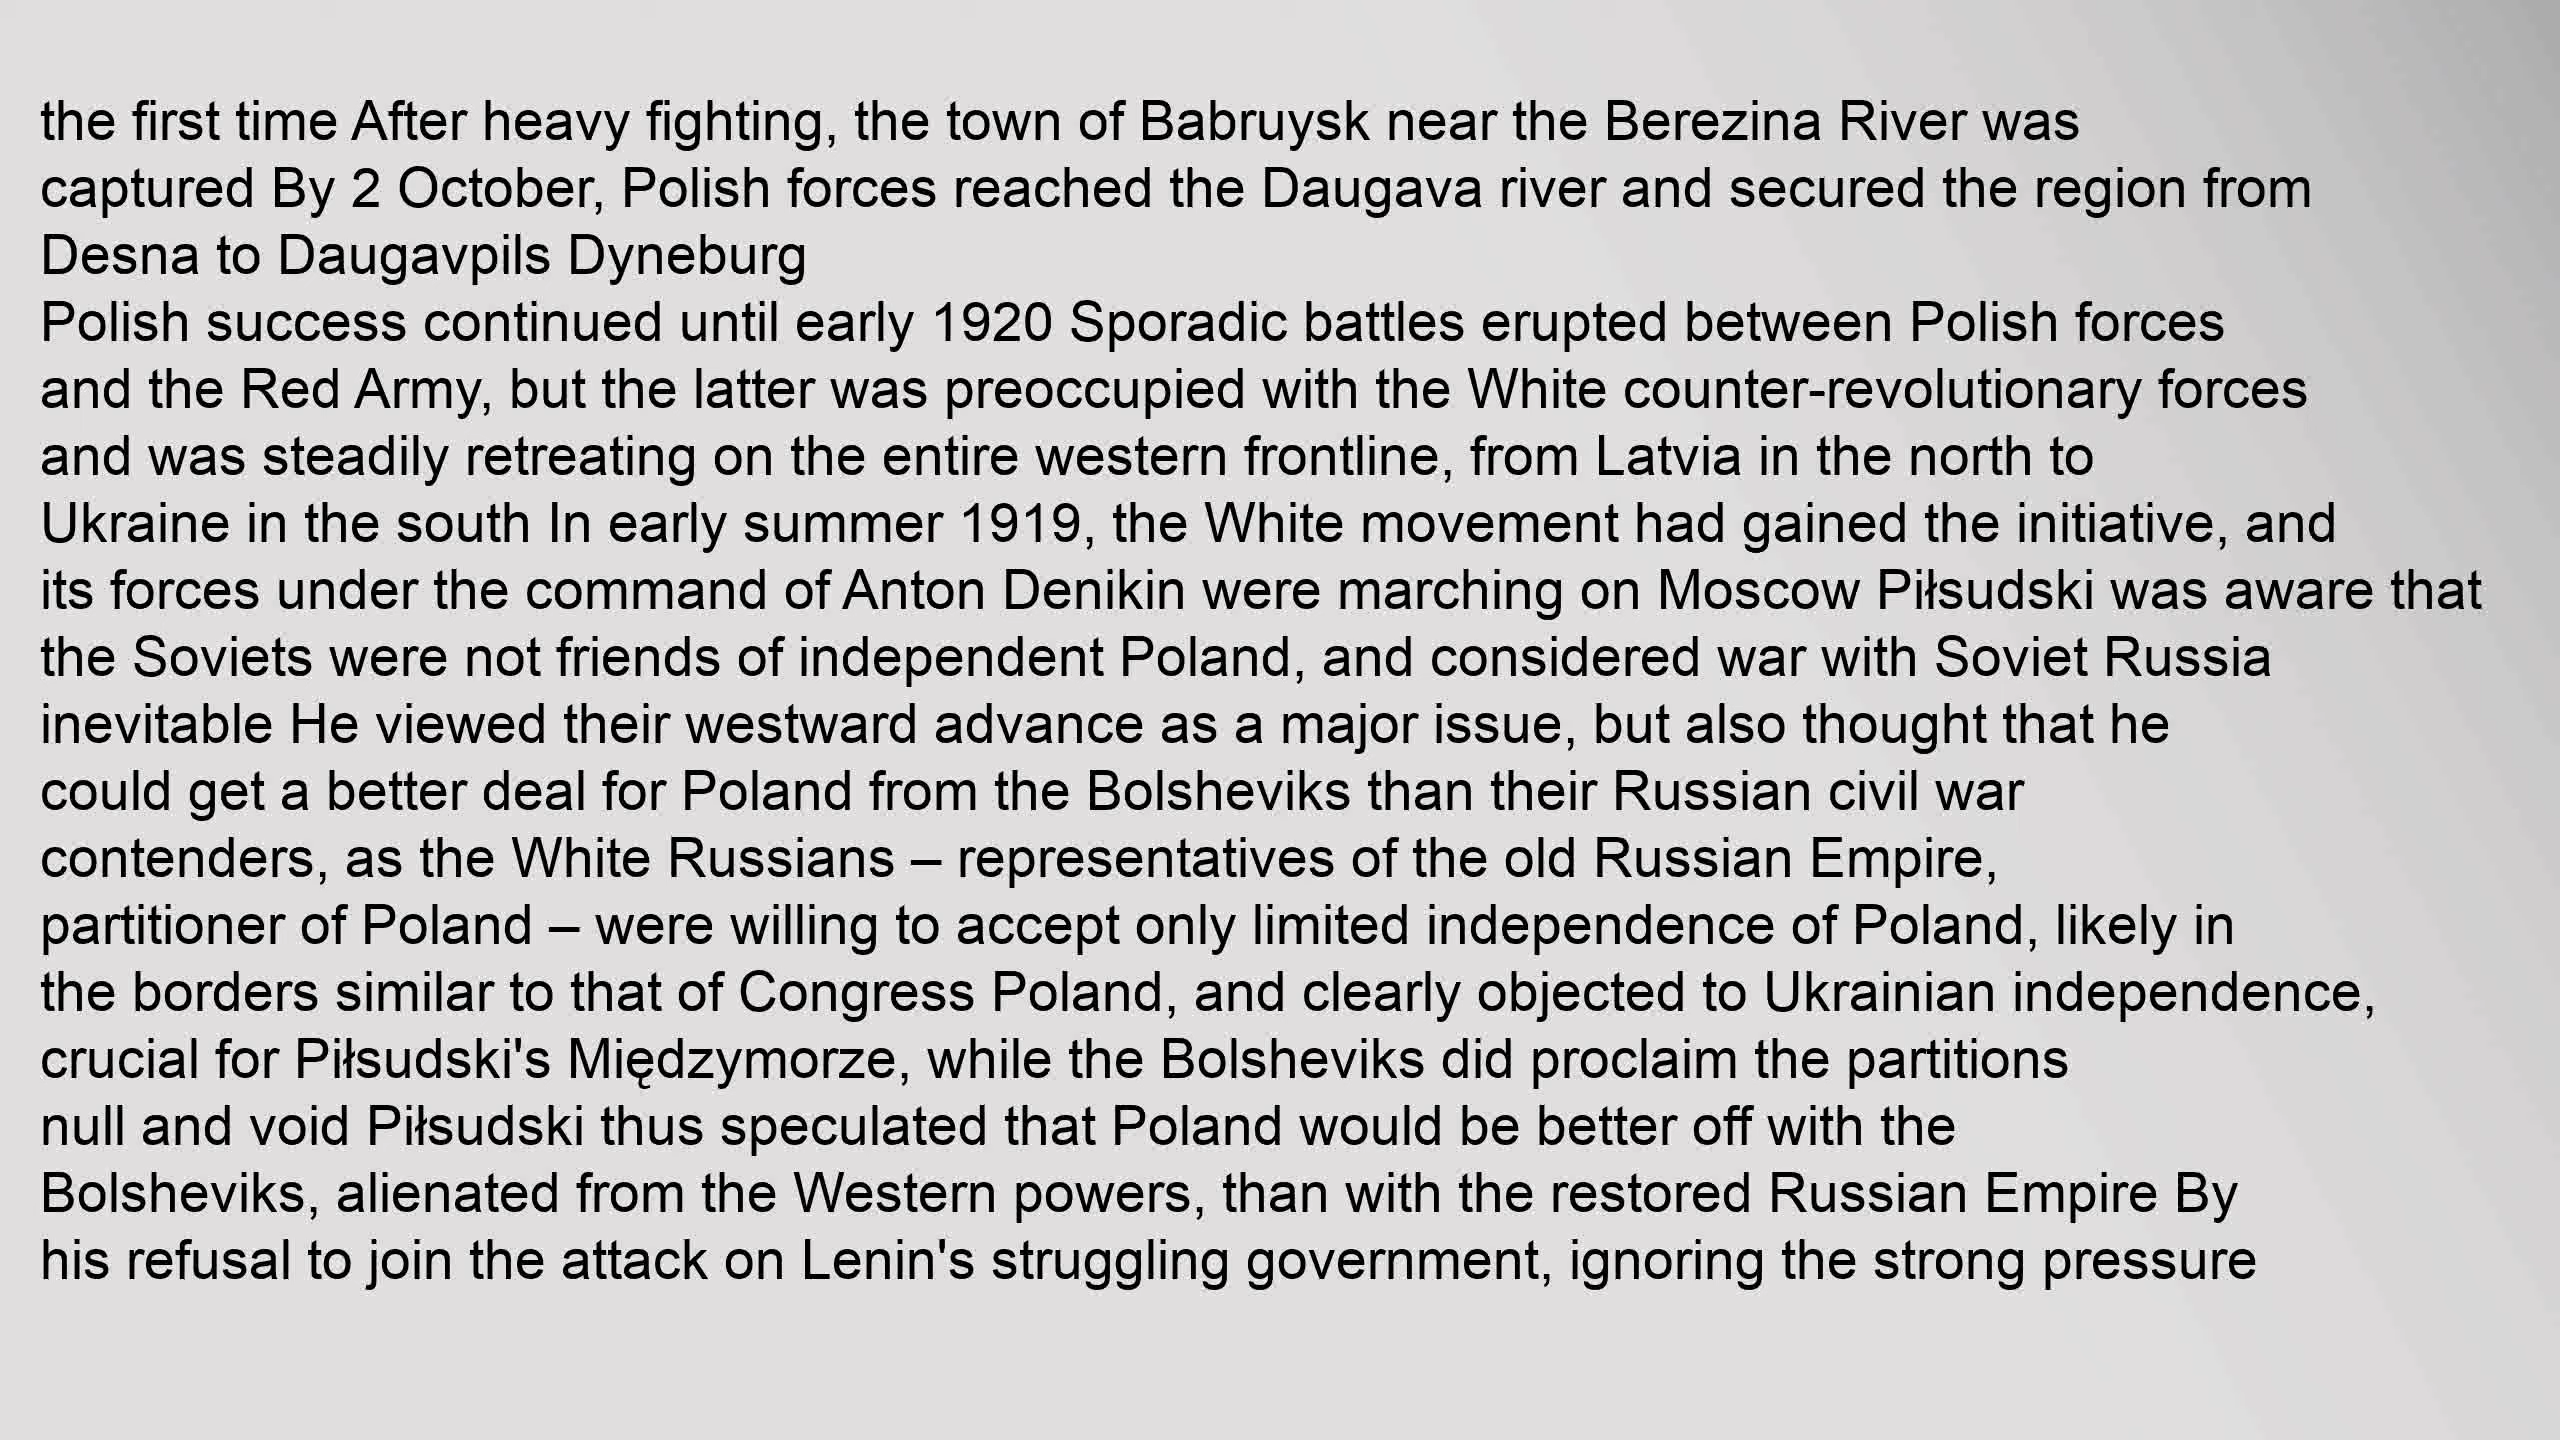 the first time After heavy fighting, the town of Babruysk near the Berezina River was
captured By 2 October, Polish forces reached the Daugava river and secured the region from
Desna to Daugavpils Dyneburg
Polish success continued until early 1920 Sporadic battles erupted between Polish forces
and the Red Army, but the latter was preoccupied with the White counter-revolutionary forces
and was steadily retreating on the entire western frontline, from Latvia in the north to
Ukraine in the south In early summer 1919, the White movement had gained the initiative, and
its forces under the command of Anton Denikin were marching on Moscow Piłsudski was aware that
the Soviets were not friends of independent Poland, and considered war with Soviet Russia
inevitable He viewed their westward advance as a major issue, but also thought that he
could get a better deal for Poland from the Bolsheviks than their Russian civil war
contenders, as the White Russians – representatives of the old Russian Empire,
partitioner of Poland – were willing to accept only limited independence of Poland, likely in
the borders similar to that of Congress Poland, and clearly objected to Ukrainian independence,
crucial for Piłsudski's Międzymorze, while the Bolsheviks did proclaim the partitions
null and void Piłsudski thus speculated that Poland would be better off with the
Bolsheviks, alienated from the Western powers, than with the restored Russian Empire By
his refusal to join the attack on Lenin's struggling government, ignoring the strong pressure